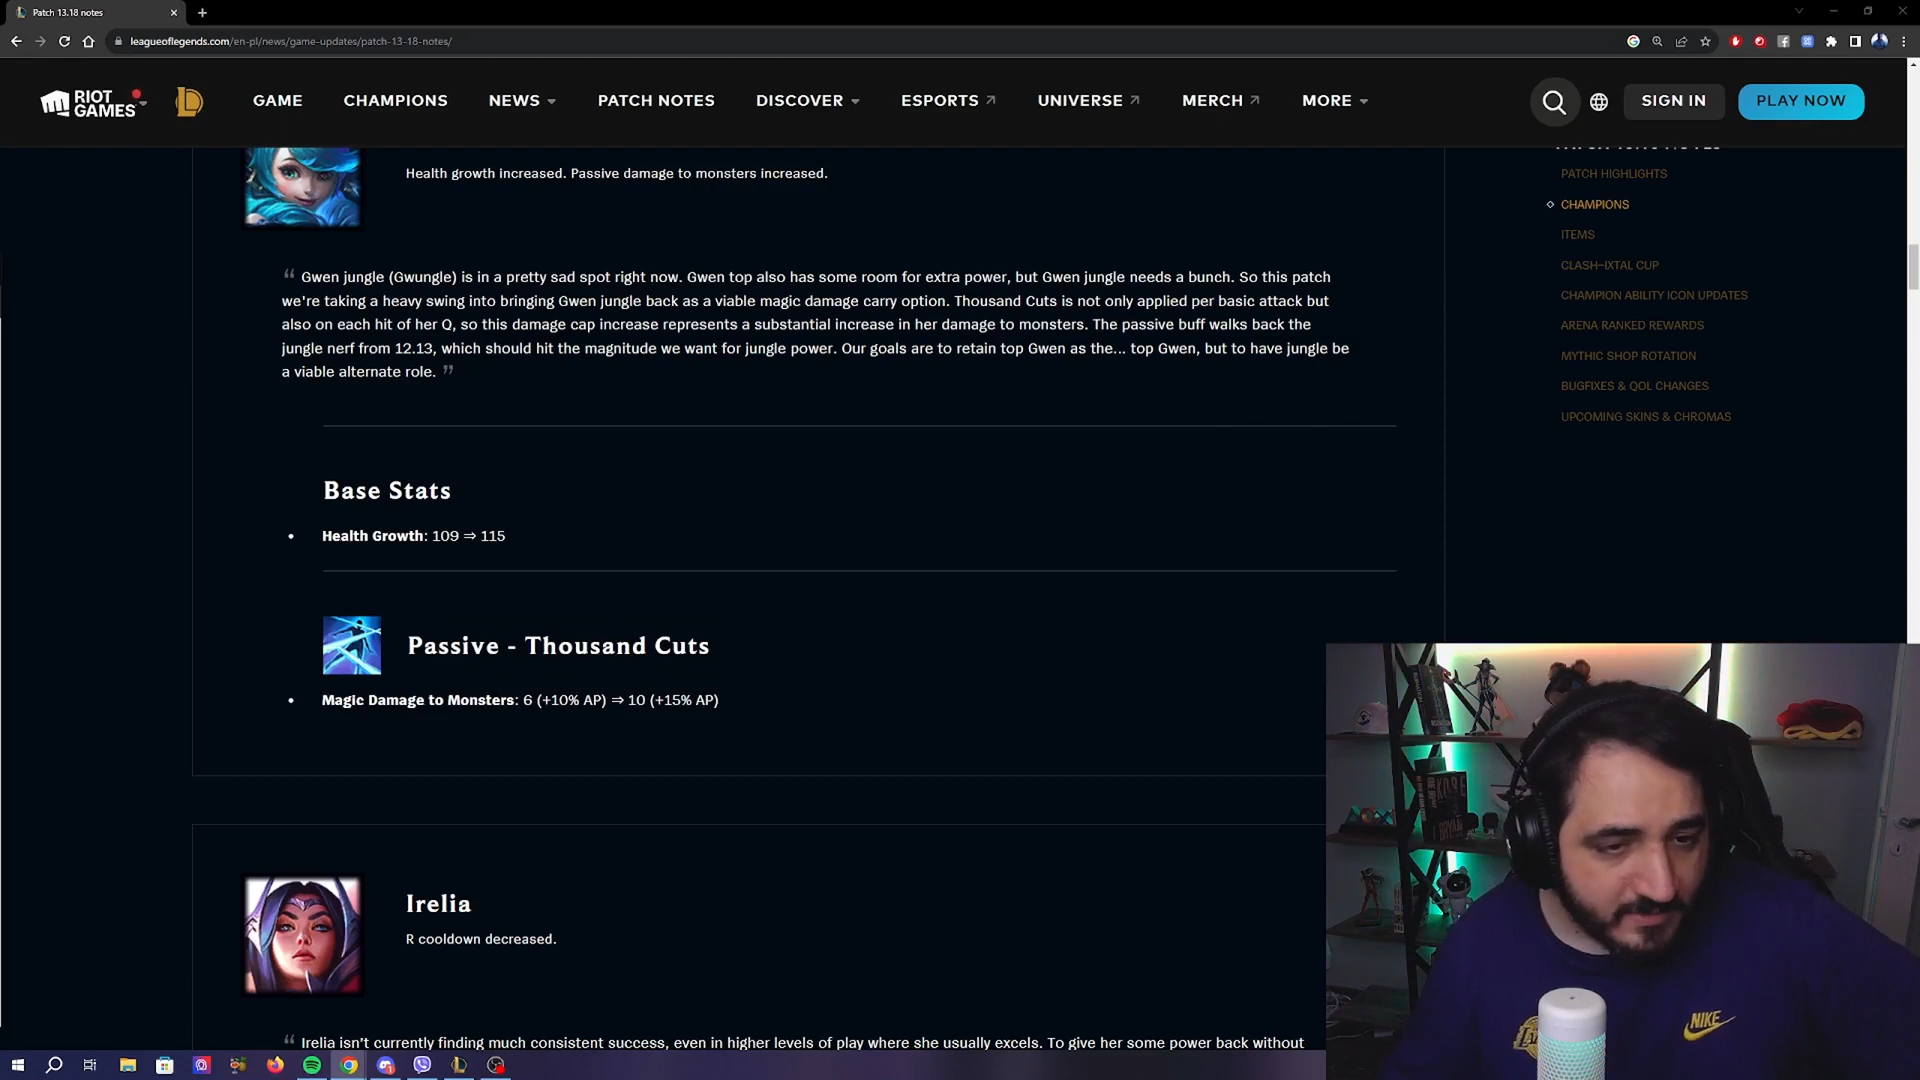 Patch 13.18 notes
leagueoflegends.com/en-pl/news/game-updates/patch-13-18-notes/
RIOT GAMES
GAME CHAMPIONS NEWS PATCH NOTES DISCOVER ESPORTS UNIVERSE MERCH MORE SIGN IN PLAY NOW
Health growth increased. Passive damage to monsters increased.
“ Gwen jungle (Gwungle) is in a pretty sad spot right now. Gwen top also has some room for extra power, but Gwen jungle needs a bunch. So this patch
we're taking a heavy swing into bringing Gwen jungle back as a viable magic damage carry option. Thousand Cuts is not only applied per basic attack but
also on each hit of her Q, so this damage cap increase represents a substantial increase in her damage to monsters. The passive buff walks back the
jungle nerf from 12.13, which should hit the magnitude we want for jungle power. Our goals are to retain top Gwen as the... top Gwen, but to have jungle be
a viable alternate role. ”
Base Stats
• Health Growth: 109 ⇒ 115
Passive - Thousand Cuts
• Magic Damage to Monsters: 6 (+10% AP) ⇒ 10 (+15% AP)
Irelia
R cooldown decreased.
“ Irelia isn't currently finding much consistent success, even in higher levels of play where she usually excels. To give her some power back without
PATCH HIGHLIGHTS
CHAMPIONS
ITEMS
CLASH–IXTAL CUP
CHAMPION ABILITY ICON UPDATES
ARENA RANKED REWARDS
MYTHIC SHOP ROTATION
BUGFIXES & QOL CHANGES
UPCOMING SKINS & CHROMAS
NIKE